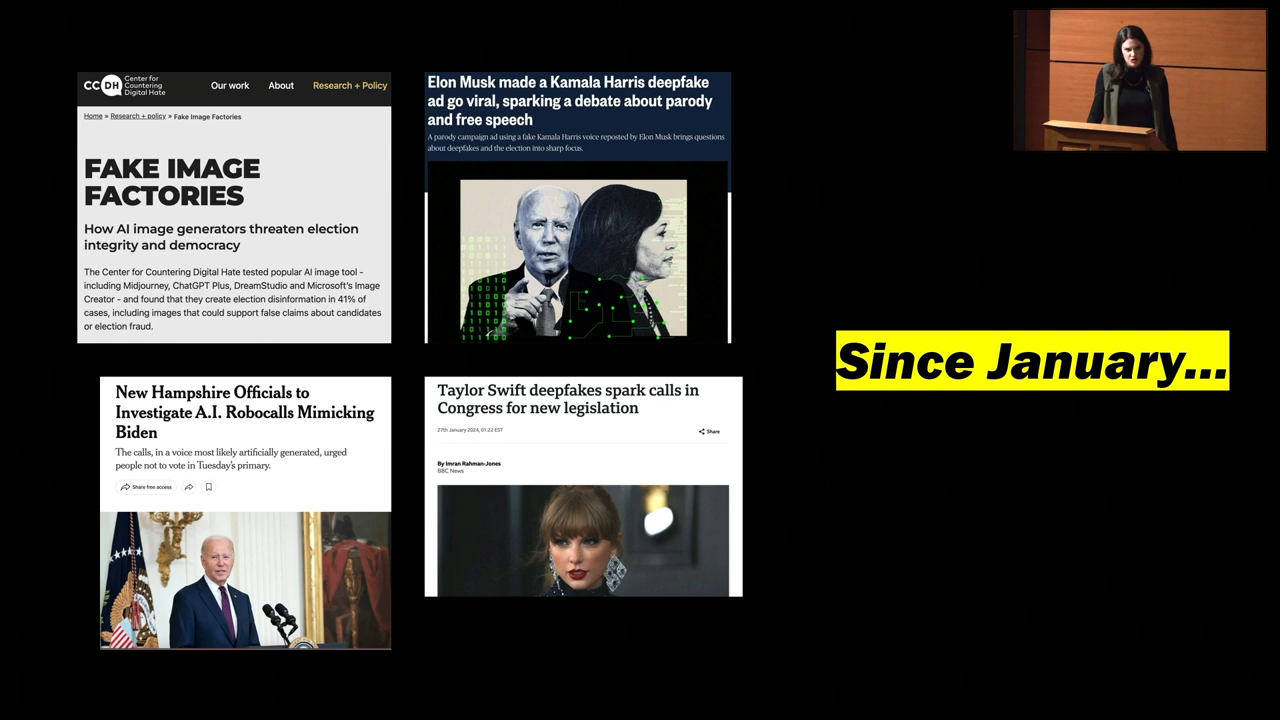 CCDH Center for
Countering
Digital Hate
Our work About Research + Policy
Home » Research + policy » Fake Image Factories
FAKE IMAGE
FACTORIES
How AI image generators threaten election
integrity and democracy
The Center for Countering Digital Hate tested popular AI image tool -
including Midjourney, ChatGPT Plus, DreamStudio and Microsoft's Image
Creator - and found that they create election disinformation in 41% of
cases, including images that could support false claims about candidates
or election fraud.
Elon Musk made a Kamala Harris deepfake
ad go viral, sparking a debate about parody
and free speech
A parody campaign ad using a fake Kamala Harris voice reposted by Elon Musk brings questions
about deepfakes and the election into sharp focus.
New Hampshire Officials to
Investigate A.I. Robocalls Mimicking
Biden
The calls, in a voice most likely artificially generated, urged
people not to vote in Tuesday's primary.
Share free access
Taylor Swift deepfakes spark calls in
Congress for new legislation
27th January 2024, 01:22 EST
Share
By Imran Rahman-Jones
BBC News
Since January...